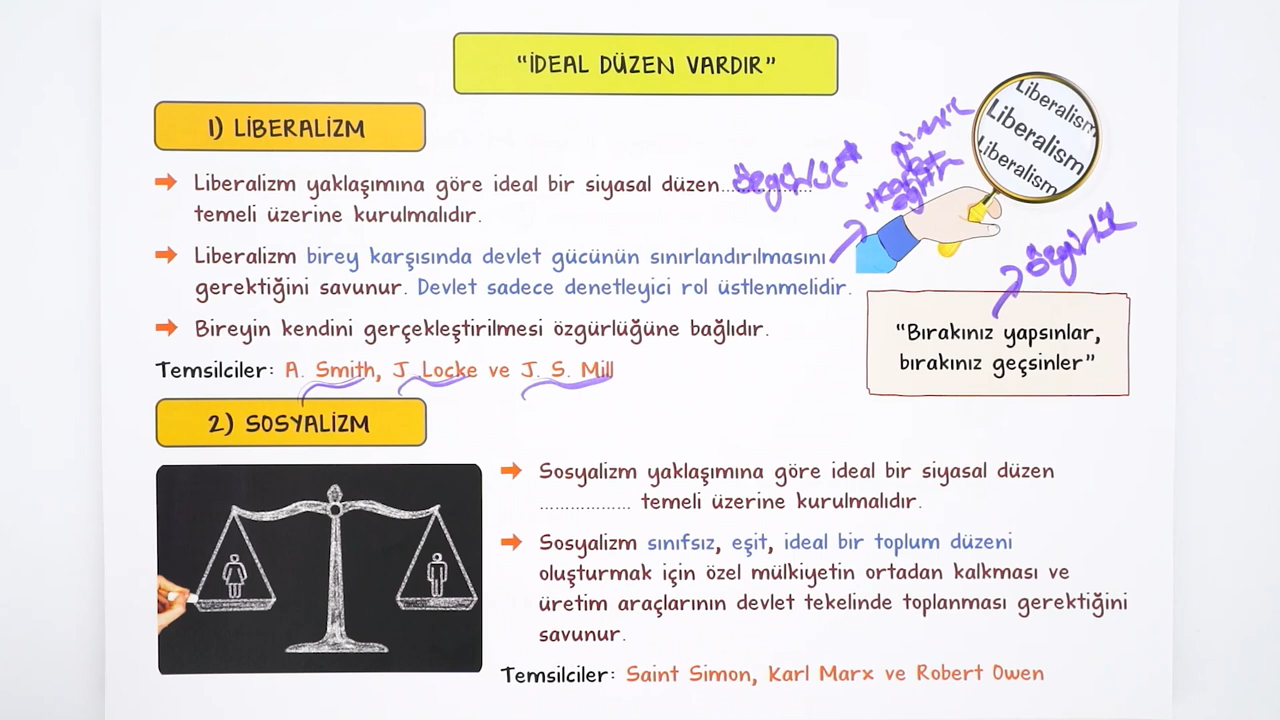 “İDEAL DÜZEN VARDIR”
1) LİBERALİZM
Liberalizm yaklaşımına göre ideal bir siyasal düzen.................. özgürlük
temeli üzerine kurulmalıdır.
Liberalizm birey karşısında devlet gücünün sınırlandırılmasını
gerektiğini savunur. Devlet sadece denetleyici rol üstlenmelidir.
Bireyin kendini gerçekleştirilmesi özgürlüğüne bağlıdır.
Temsilciler: A. Smith, J. Locke ve J. S. Mill
Liberalism
Liberalism
Liberalism
özgürlük
“Bırakınız yapsınlar,
bırakınız geçsinler”
2) SOSYALİZM
Sosyalizm yaklaşımına göre ideal bir siyasal düzen
.................. temeli üzerine kurulmalıdır.
Sosyalizm sınıfsız, eşit, ideal bir toplum düzeni
oluşturmak için özel mülkiyetin ortadan kalkması ve
üretim araçlarının devlet tekelinde toplanması gerektiğini
savunur.
Temsilciler: Saint Simon, Karl Marx ve Robert Owen